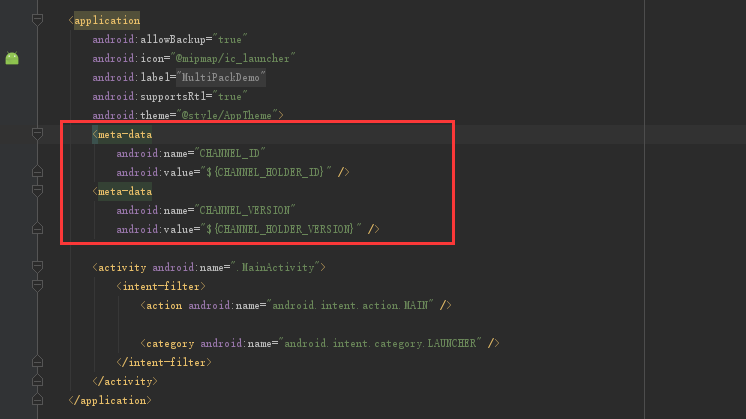 <application
android:allowBackup="true"
android:icon="@mipmap/ic_launcher"
android:label="MultiPackDemo"
android:supportsRtl="true"
android:theme="@style/AppTheme">
<meta-data
android:name="CHANNEL_ID"
android:value="${CHANNEL_HOLDER_ID}" />
<meta-data
android:name="CHANNEL_VERSION"
android:value="${CHANNEL_HOLDER_VERSION}" />
<activity android:name=".MainActivity">
<intent-filter>
<action android:name="android.intent.action.MAIN" />
<category android:name="android.intent.category.LAUNCHER" />
</intent-filter>
</activity>
</application>